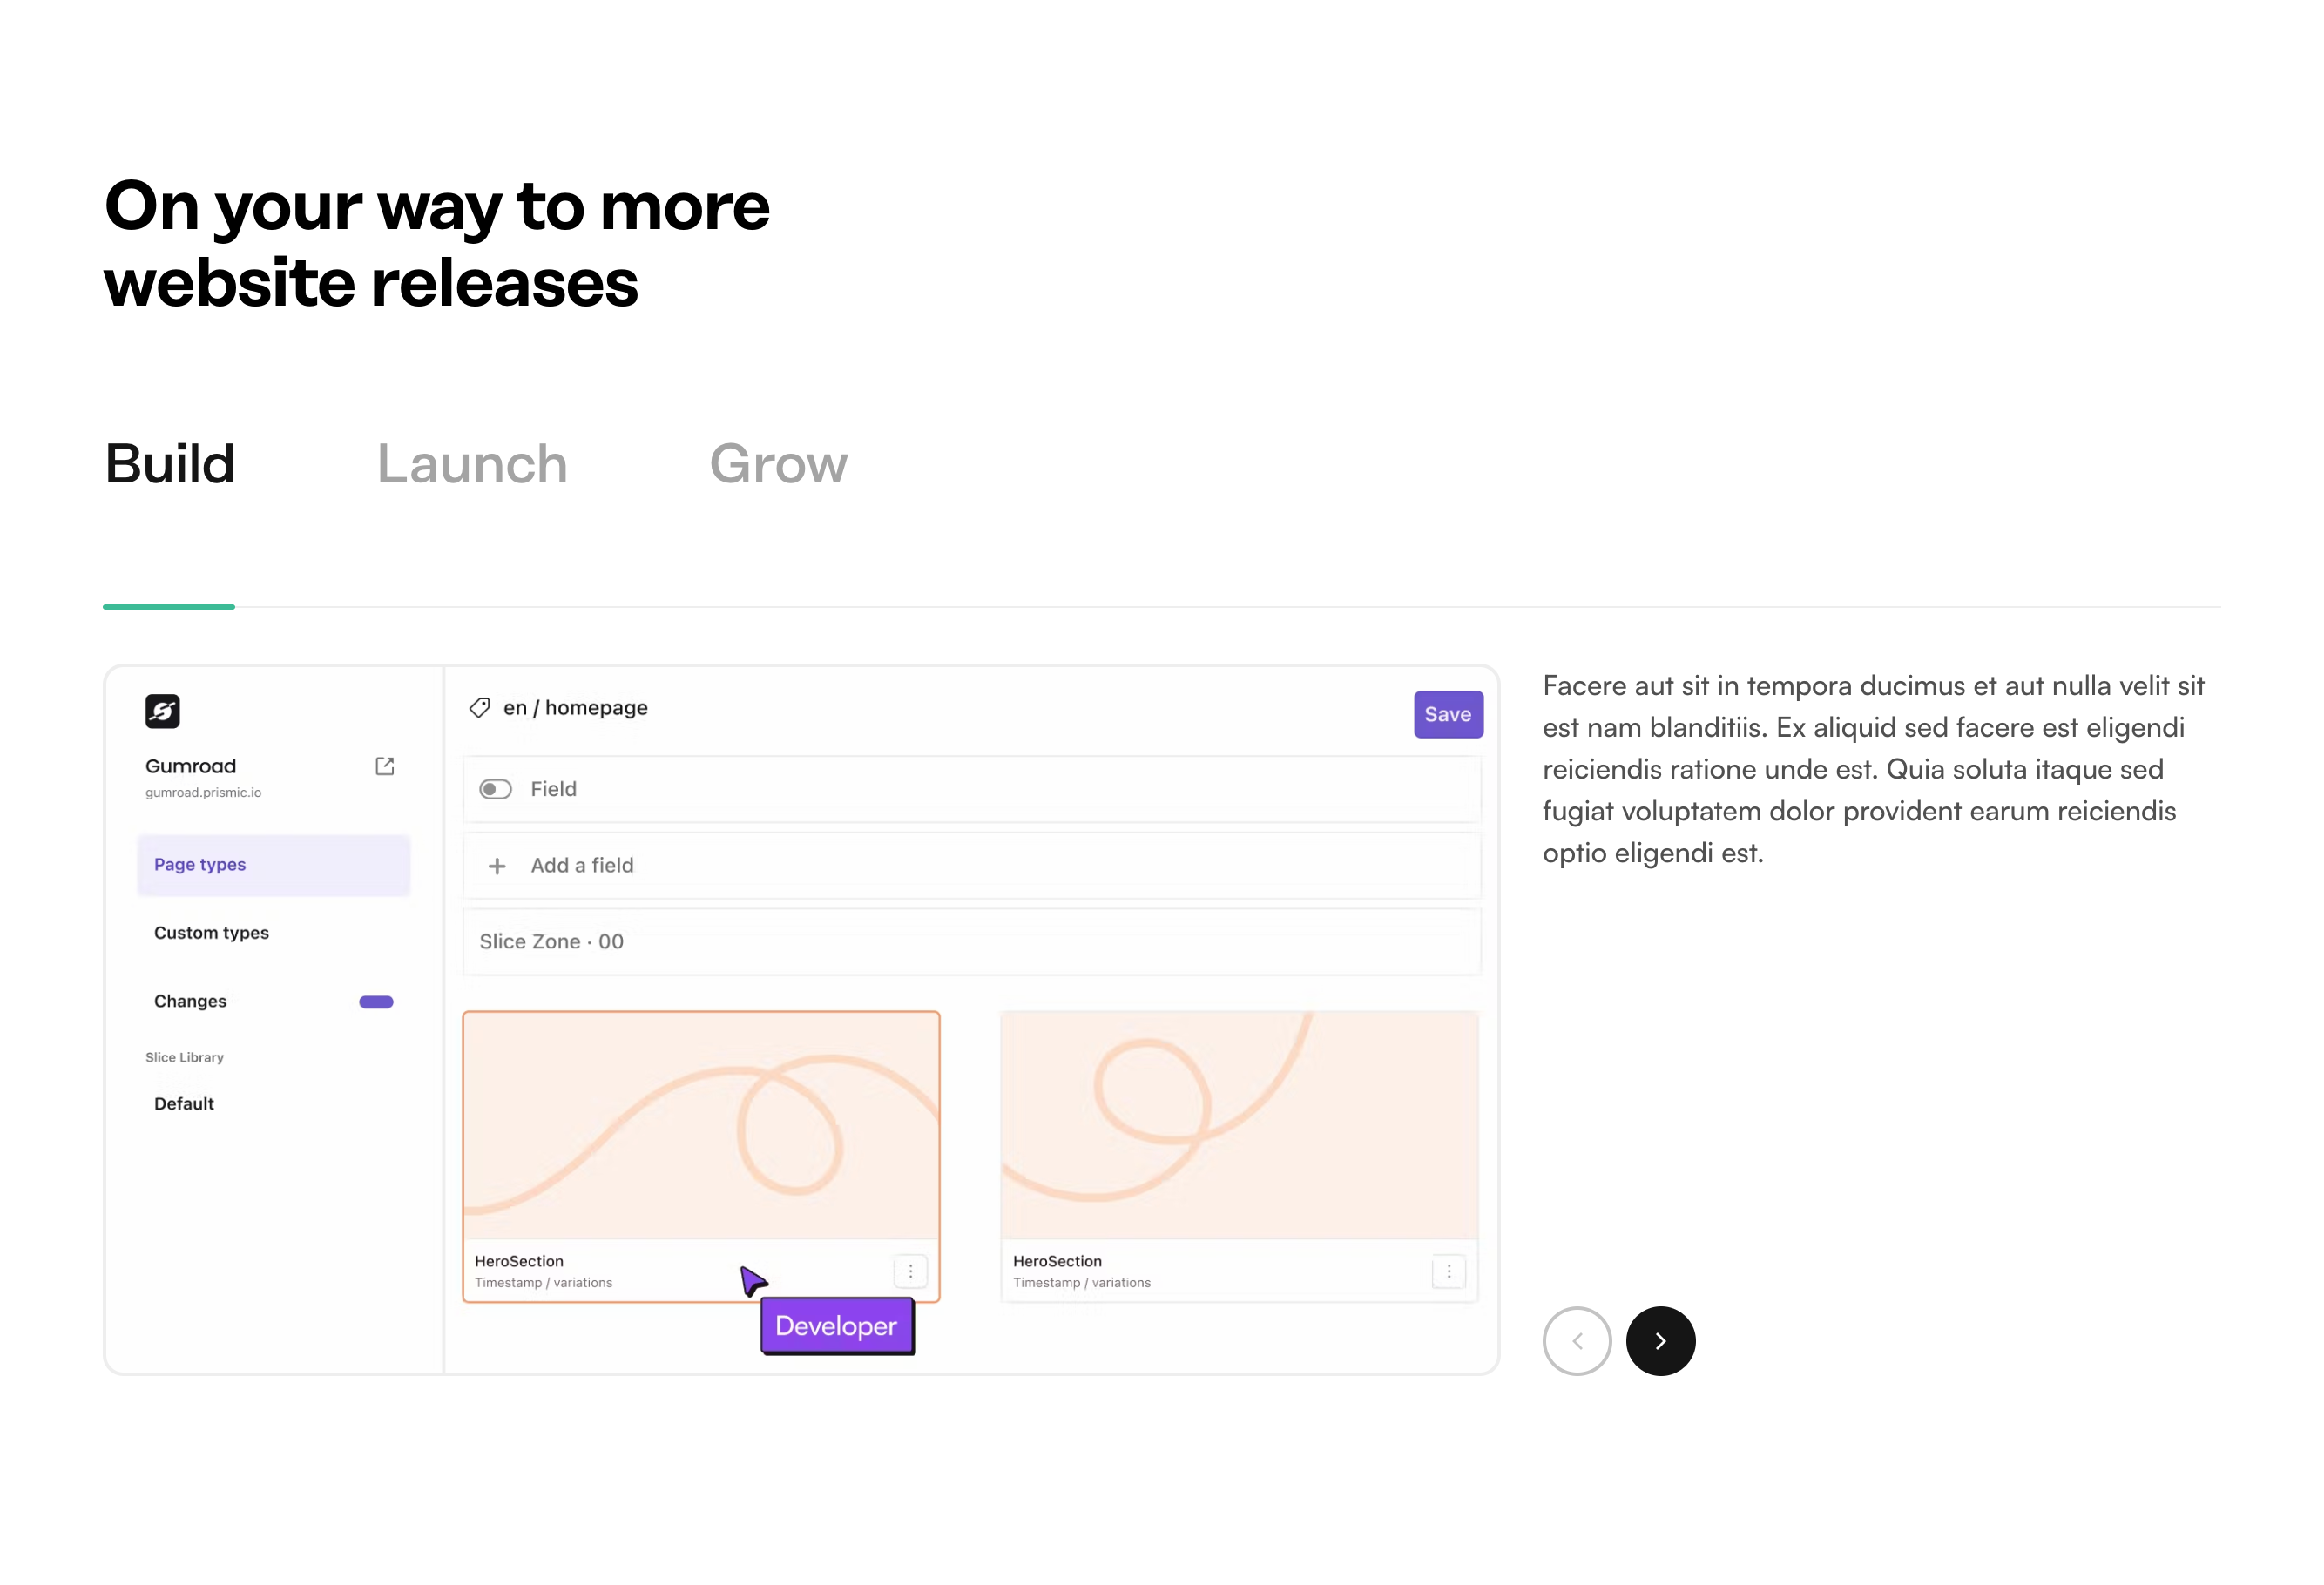 On your way to more
website releases
Build
Launch
Grow
Gumroad
gumroad.prismic.io
Page types
Custom types
Changes
Slice Library
Default
en / homepage
Save
Field
Add a field
Slice Zone · 00
HeroSection
Timestamp / variations
HeroSection
Timestamp / variations
Developer
Facere aut sit in tempora ducimus et aut nulla velit sit
est nam blanditiis. Ex aliquid sed facere est eligendi
reiciendis ratione unde est. Quia soluta itaque sed
fugiat voluptatem dolor provident earum reiciendis
optio eligendi est.